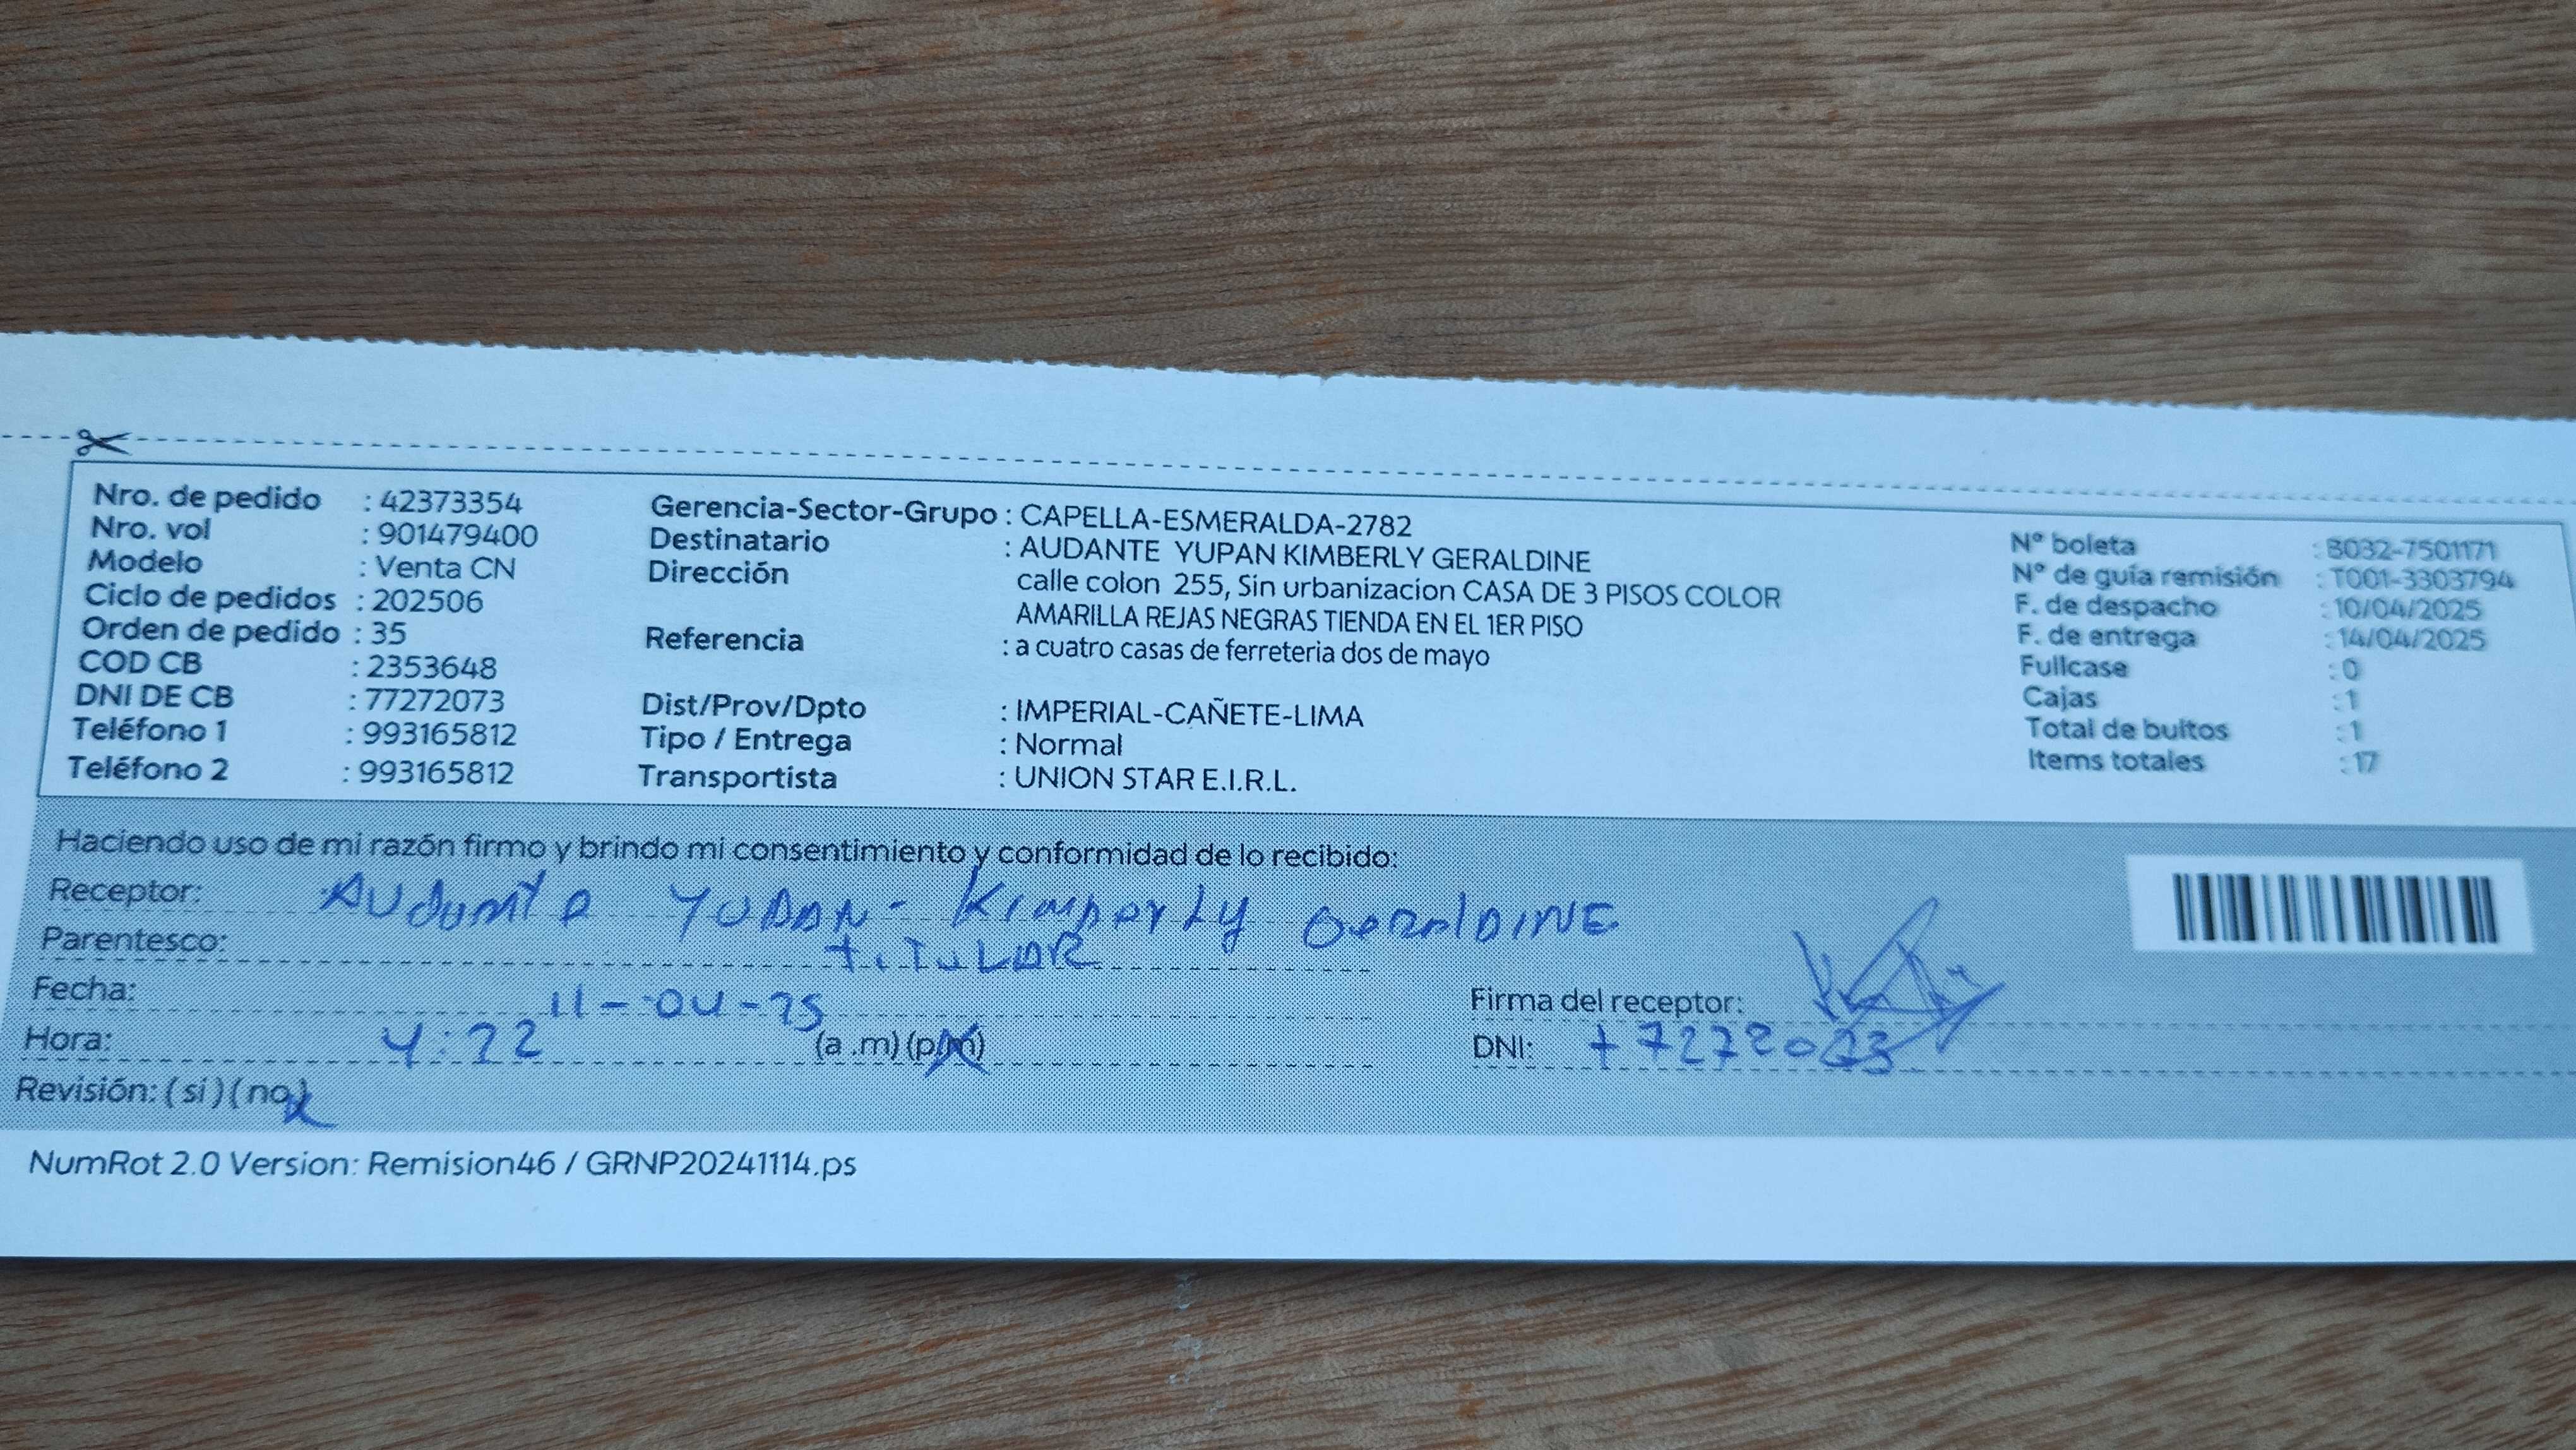 Nro. de pedido : 42373354
Nro. vol : 901479400
Modelo : Venta CN
Ciclo de pedidos : 202506
Orden de pedido : 35
COD CB : 2353648
DNI DE CB : 77272073
Teléfono 1 : 993165812
Teléfono 2 : 993165812
Gerencia-Sector-Grupo : CAPELLA-ESMERALDA-2782
Destinatario : AUDANTE YUPAN KIMBERLY GERALDINE
Dirección calle colon 255, Sin urbanizacion CASA DE 3 PISOS COLOR
AMARILLA REJAS NEGRAS TIENDA EN EL 1ER PISO
Referencia : a cuatro casas de ferreteria dos de mayo
Dist/Prov/Dpto : IMPERIAL-CAÑETE-LIMA
Tipo / Entrega : Normal
Transportista : UNION STAR E.I.R.L.
N° boleta : B032-7501171
N° de guía remisión : T001-3303794
F. de despacho : 10/04/2025
F. de entrega : 14/04/2025
Fullcase : 0
Cajas : 1
Total de bultos : 1
Items totales : 17
Haciendo uso de mi razón firmo y brindo mi consentimiento y conformidad de lo recibido:
Receptor: Audante YUPAN - Kimperly GeralDINE
Parentesco: tiTuLAR
Fecha: 11-04-25
Hora: 4:22 (a .m) (p.m)
Revisión: (si) (no)
Firma del receptor:
DNI:
NumRot 2.0 Version: Remision46 / GRNP20241114.ps